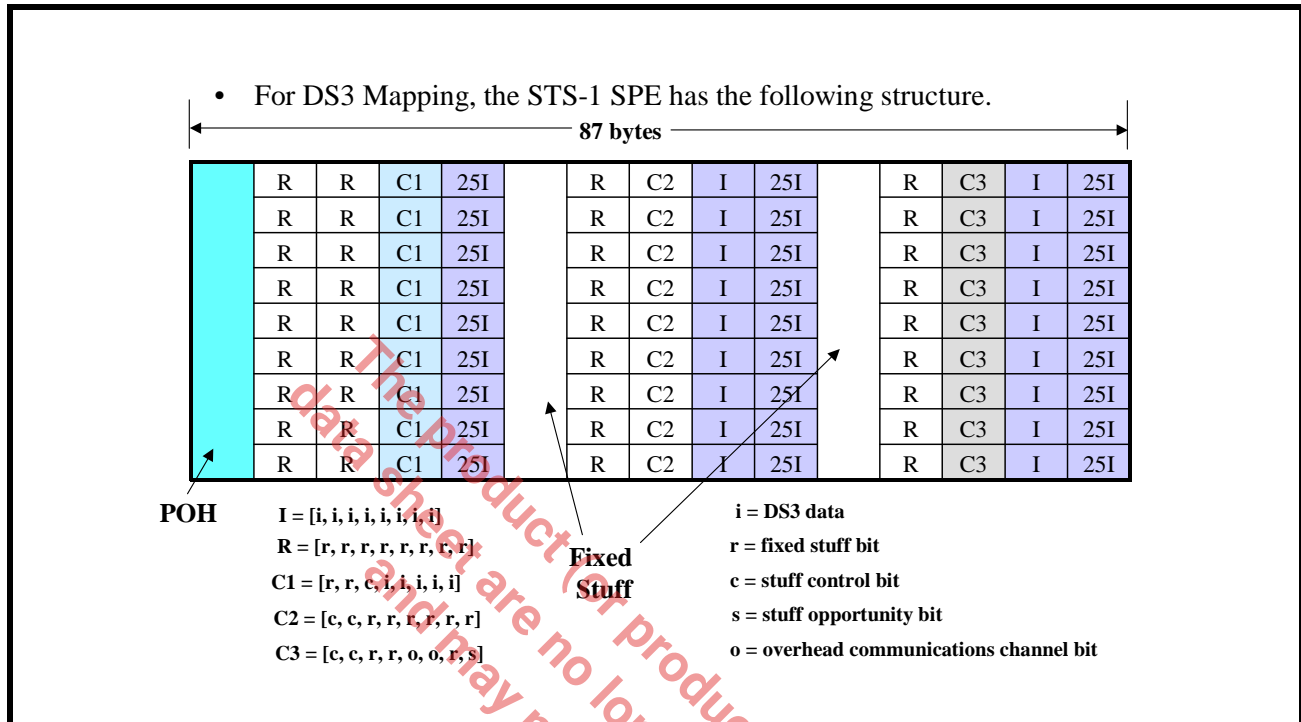 • For DS3 Mapping, the STS-1 SPE has the following structure.
87 bytes
R R C1 25I R C2 I 25I R C3 I 25I
R R C1 25I R C2 I 25I R C3 I 25I
R R C1 25I R C2 I 25I R C3 I 25I
R R C1 25I R C2 I 25I R C3 I 25I
R R C1 25I R C2 I 25I R C3 I 25I
R R C1 25I R C2 I 25I R C3 I 25I
R R C1 25I R C2 I 25I R C3 I 25I
R R C1 25I R C2 I 25I R C3 I 25I
R R C1 25I R C2 I 25I R C3 I 25I
POH
I = [i, i, i, i, i, i, i, i]
R = [r, r, r, r, r, r, r, r]
C1 = [r, r, c, i, i, i, i, i]
C2 = [c, c, r, r, r, r, r, r]
C3 = [c, c, r, r, o, o, r, s]
Fixed
Stuff
i = DS3 data
r = fixed stuff bit
c = stuff control bit
s = stuff opportunity bit
o = overhead communications channel bit
The product (or produc
data sheet are no lo
and may